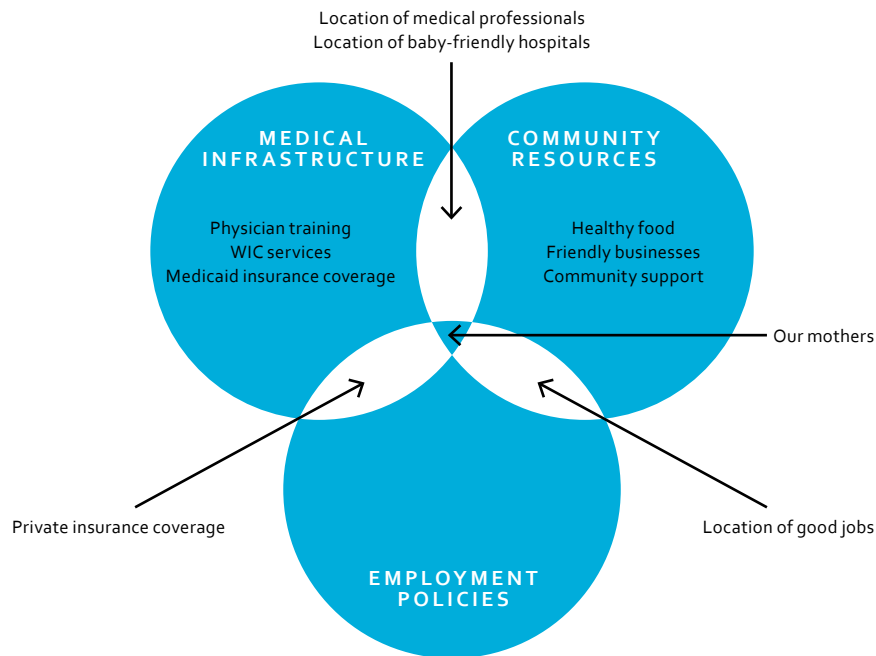 Location of medical professionals
Location of baby-friendly hospitals
MEDICAL
INFRASTRUCTURE
COMMUNITY
RESOURCES
Physician training
WIC services
Medicaid insurance coverage
Healthy food
Friendly businesses
Community support
Our mothers
Private insurance coverage
Location of good jobs
EMPLOYMENT
POLICIES